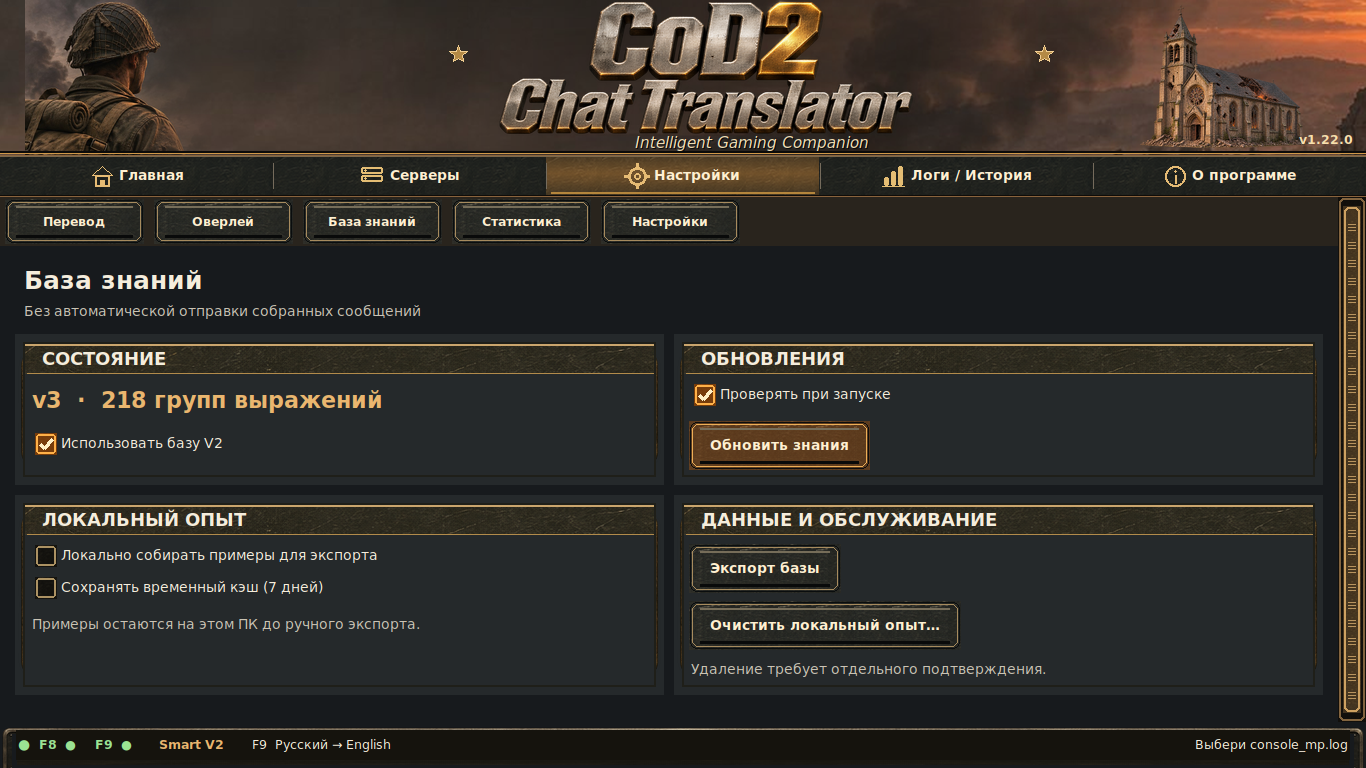 CoD2
Chat Translator
Intelligent Gaming Companion
v1.22.0
Главная
Серверы
Настройки
Логи / История
О программе
Перевод
Оверлей
База знаний
Статистика
Настройки
База знаний
Без автоматической отправки собранных сообщений
СОСТОЯНИЕ
v3 · 218 групп выражений
Использовать базу V2
ОБНОВЛЕНИЯ
Проверять при запуске
Обновить знания
ЛОКАЛЬНЫЙ ОПЫТ
Локально собирать примеры для экспорта
Сохранять временный кэш (7 дней)
Примеры остаются на этом ПК до ручного экспорта.
ДАННЫЕ И ОБСЛУЖИВАНИЕ
Экспорт базы
Очистить локальный опыт…
Удаление требует отдельного подтверждения.
● F8 ● F9 ● Smart V2 F9 Русский → English
Выбери console_mp.log